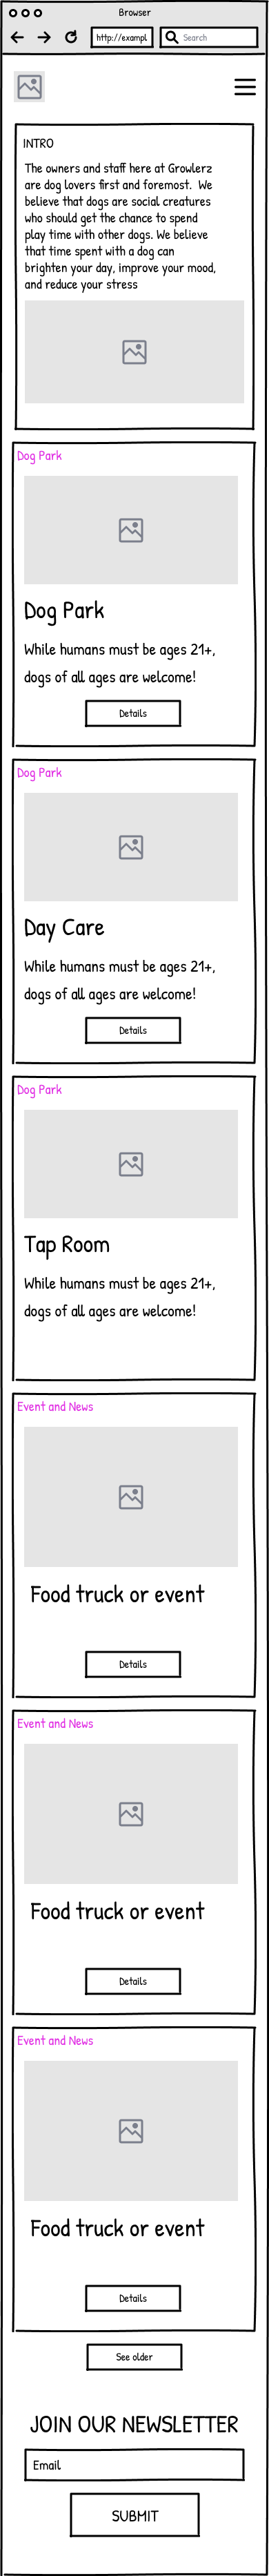 Browser
http://exampl
Search
INTRO
The owners and staff here at Growlerz
are dog lovers first and foremost. We
believe that dogs are social creatures
who should get the chance to spend
play time with other dogs. We believe
that time spent with a dog can
brighten your day, improve your mood,
and reduce your stress
Dog Park
Dog Park
While humans must be ages 21+,
dogs of all ages are welcome!
Details
Dog Park
Day Care
While humans must be ages 21+,
dogs of all ages are welcome!
Details
Dog Park
Tap Room
While humans must be ages 21+,
dogs of all ages are welcome!
Event and News
Food truck or event
Details
Event and News
Food truck or event
Details
Event and News
Food truck or event
Details
See older
JOIN OUR NEWSLETTER
Email
SUBMIT